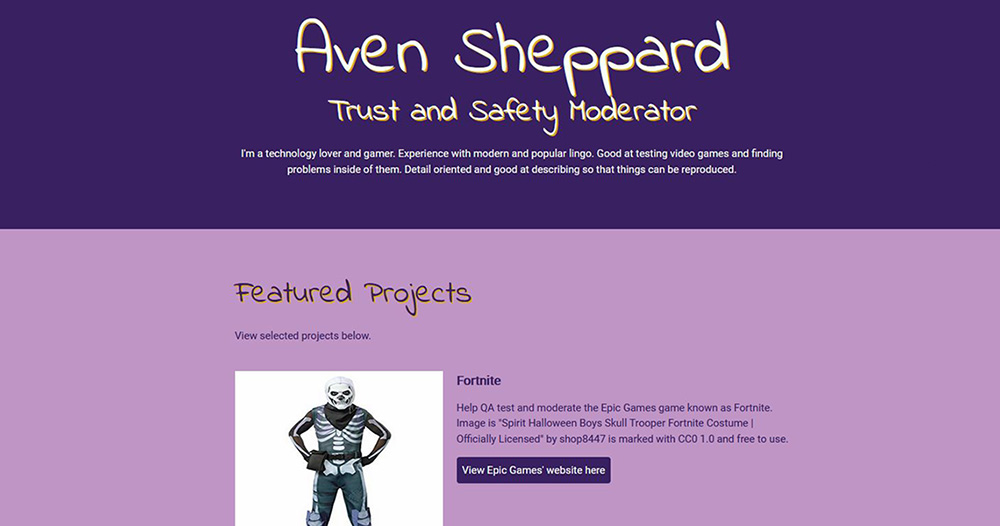 Aven Sheppard
Trust and Safety Moderator
I'm a technology lover and gamer. Experience with modern and popular lingo. Good at testing video games and finding
problems inside of them. Detail oriented and good at describing so that things can be reproduced.
Featured Projects
View selected projects below.
Fortnite
Help QA test and moderate the Epic Games game known as Fortnite.
Image is "Spirit Halloween Boys Skull Trooper Fortnite Costume |
Officially Licensed" by shop8447 is marked with CC0 1.0 and free to use.
View Epic Games' website here